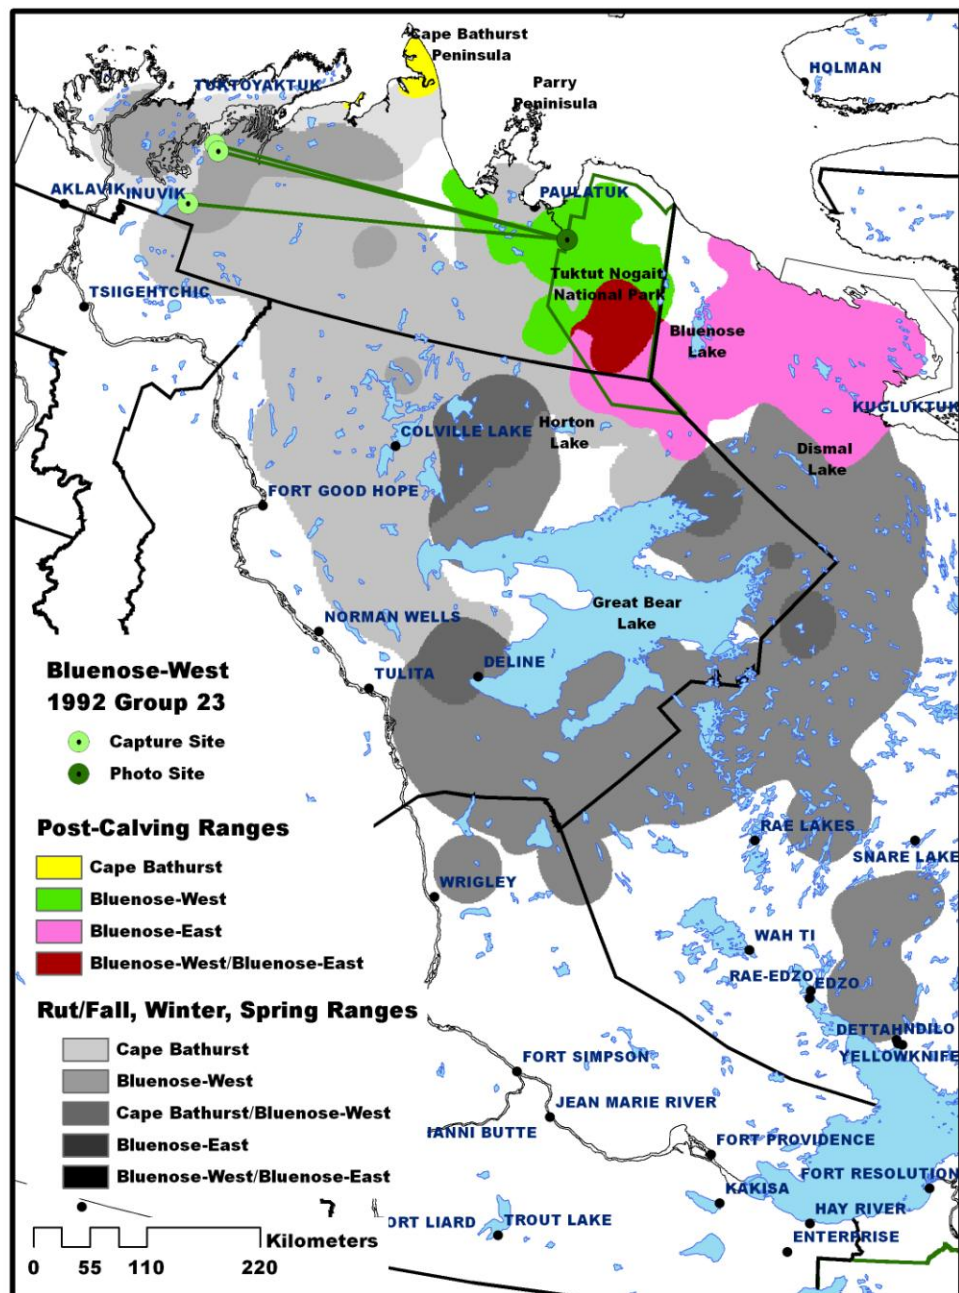 Cape Bathurst
Peninsula
HOLMAN
TUKTOYAKTUK
Parry
Peninisula
AKLAVIK
INUVIK
PAULATUK
Tuktut Nogait
National Park
TSIIGEHTCHIC
Bluenose
Lake
KUGLUKTUK
Horton
Lake
COLVILLE LAKE
Dismal
Lake
FORT GOOD HOPE
Great Bear
Lake
NORMAN WELLS
DELINE
TULITA
Bluenose-West
1992 Group 23
Capture Site
Photo Site
Post-Calving Ranges
Cape Bathurst
Bluenose-West
Bluenose-East
Bluenose-West/Bluenose-East
RAE LAKES
SNARE LAKE
WRIGLEY
WAH TI
RAE-EDZO
EDZO
Rut/Fall, Winter, Spring Ranges
Cape Bathurst
Bluenose-West
Cape Bathurst/Bluenose-West
Bluenose-East
Bluenose-West/Bluenose-East
DETTAH
NDILO
YELLOWKNIFE
FORT SIMPSON
JEAN MARIE RIVER
IANNI BUTTE
FORT PROVIDENCE
FORT RESOLUTION
KAKISA
HAY RIVER
ORT LIARD
TROUT LAKE
ENTERPRISE
Kilometers
0 55 110 220